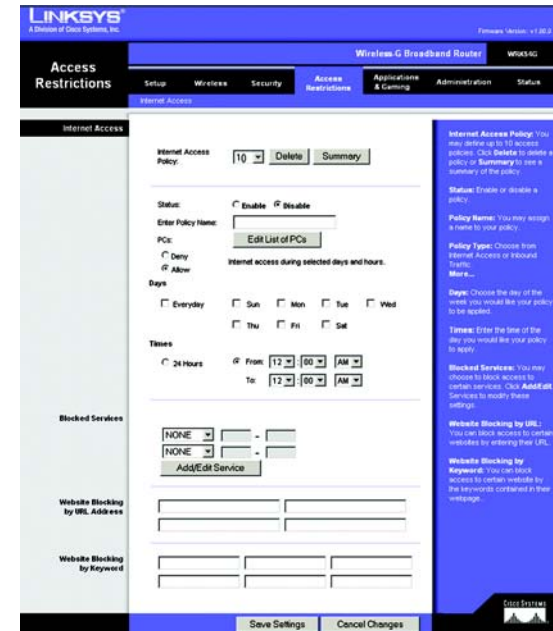 LINKSYS®
A Division of Cisco Systems, Inc.
Firmware Version: v1.20.0
Wireless-G Broadband Router
WRK54G
Access
Restrictions
Setup
Wireless
Security
Access
Restrictions
Applications
& Gaming
Administration
Status
Internet Access
Internet Access
Internet Access
Policy:
10
Delete
Summary
Status:
Enable
Disable
Enter Policy Name:
PCs:
Edit List of PCs
Deny
Allow
Internet access during selected days and hours.
Days
Everyday
Sun
Mon
Tue
Wed
Thu
Fri
Sat
Times
24 Hours
From: 12 : 00 AM
To: 12 : 00 AM
Blocked Services
NONE -
NONE -
Add/Edit Service
Website Blocking
by URL Address
Website Blocking
by Keyword
Save Settings
Cancel Changes
Internet Access Policy: You
may define up to 10 access
policies. Click Delete to delete a
policy or Summary to see a
summary of the policy.
Status: Enable or disable a
policy.
Policy Name: You may assign
a name to your policy.
Policy Type: Choose from
Internet Access or Inbound
Traffic.
More...
Days: Choose the day of the
week you would like your policy
to be applied.
Times: Enter the time of the
day you would like your policy
to apply.
Blocked Services: You may
choose to block access to
certain services. Click Add/Edit
Services to modify these
settings.
Website Blocking by URL:
You can block access to certain
websites by entering their URL.
Website Blocking by
Keyword: You can block
access to certain website by
the keywords contained in their
webpage.
CISCO SYSTEMS